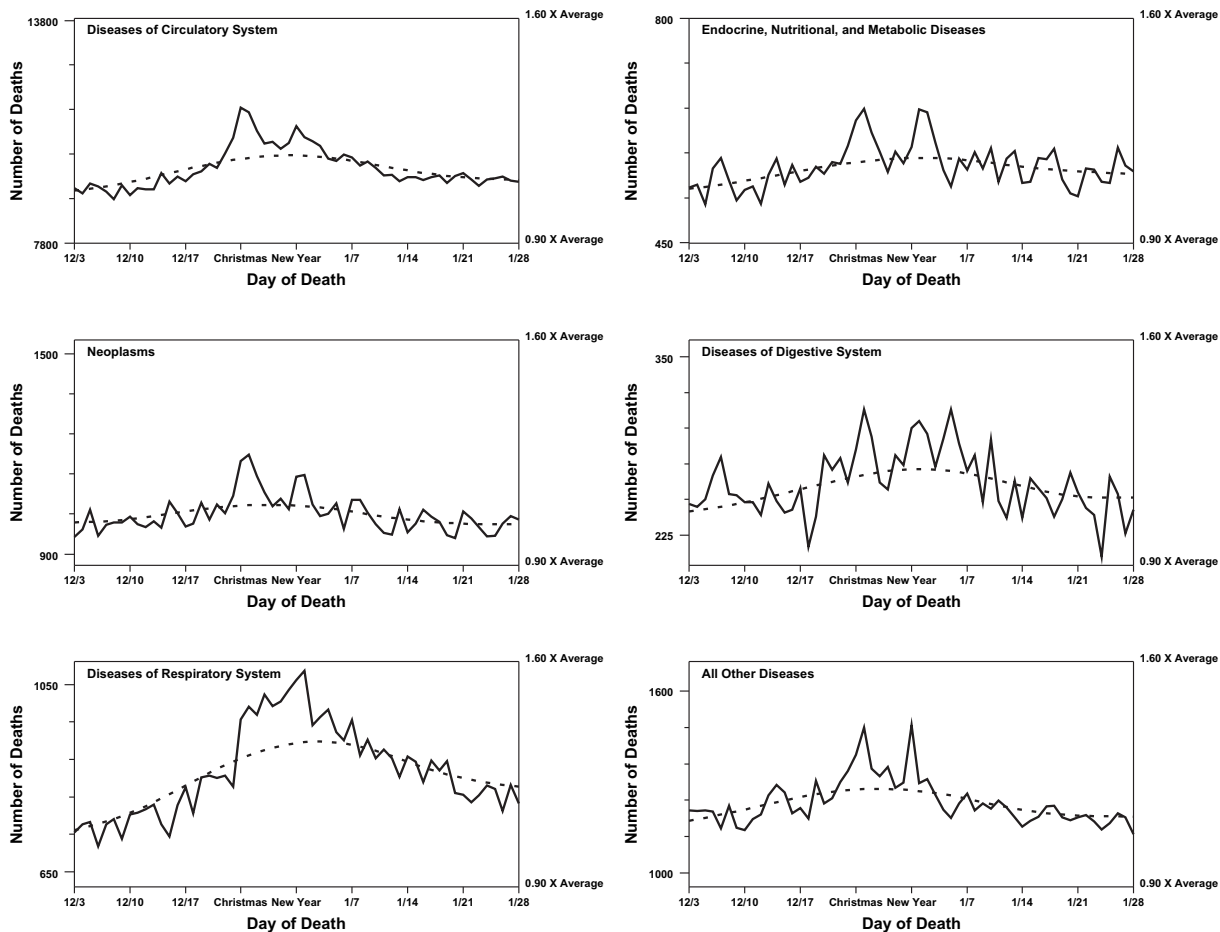 13800
Diseases of Circulatory System
1.60 X Average
Number of Deaths
7800
0.90 X Average
12/3 12/10 12/17 Christmas New Year 1/7 1/14 1/21 1/28
Day of Death
800
Endocrine, Nutritional, and Metabolic Diseases
1.60 X Average
Number of Deaths
450
0.90 X Average
12/3 12/10 12/17 Christmas New Year 1/7 1/14 1/21 1/28
Day of Death
1500
Neoplasms
1.60 X Average
Number of Deaths
900
0.90 X Average
12/3 12/10 12/17 Christmas New Year 1/7 1/14 1/21 1/28
Day of Death
350
Diseases of Digestive System
1.60 X Average
Number of Deaths
225
0.90 X Average
12/3 12/10 12/17 Christmas New Year 1/7 1/14 1/21 1/28
Day of Death
1050
Diseases of Respiratory System
1.60 X Average
Number of Deaths
650
0.90 X Average
12/3 12/10 12/17 Christmas New Year 1/7 1/14 1/21 1/28
Day of Death
1600
All Other Diseases
1.60 X Average
Number of Deaths
1000
0.90 X Average
12/3 12/10 12/17 Christmas New Year 1/7 1/14 1/21 1/28
Day of Death